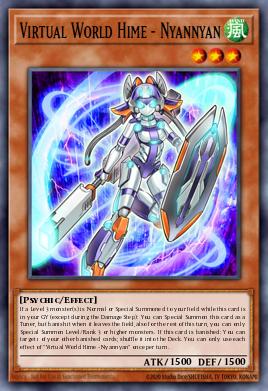 Virtual World Hime - Nyannyan
WIND
風
[Psychic/Effect]
If a Level 3 monster(s) is Normal or Special Summoned to your field while this card is
in your GY (except during the Damage Step): You can Special Summon this card as a
Tuner, but banish it when it leaves the field, also for the rest of this turn, you can only
Special Summon Level/Rank 3 or higher monsters. If this card is banished: You can
target 1 of your other banished cards; shuffle it into the Deck. You can only use each
effect of "Virtual World Hime - Nyannyan" once per turn.
ATK/1500 DEF/1500